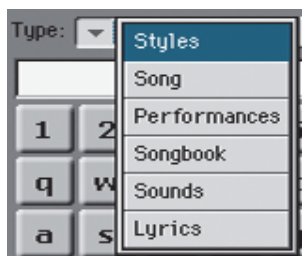 Type:
Styles
Song
Performances
Songbook
Sounds
Lyrics
1 2
q w
a s